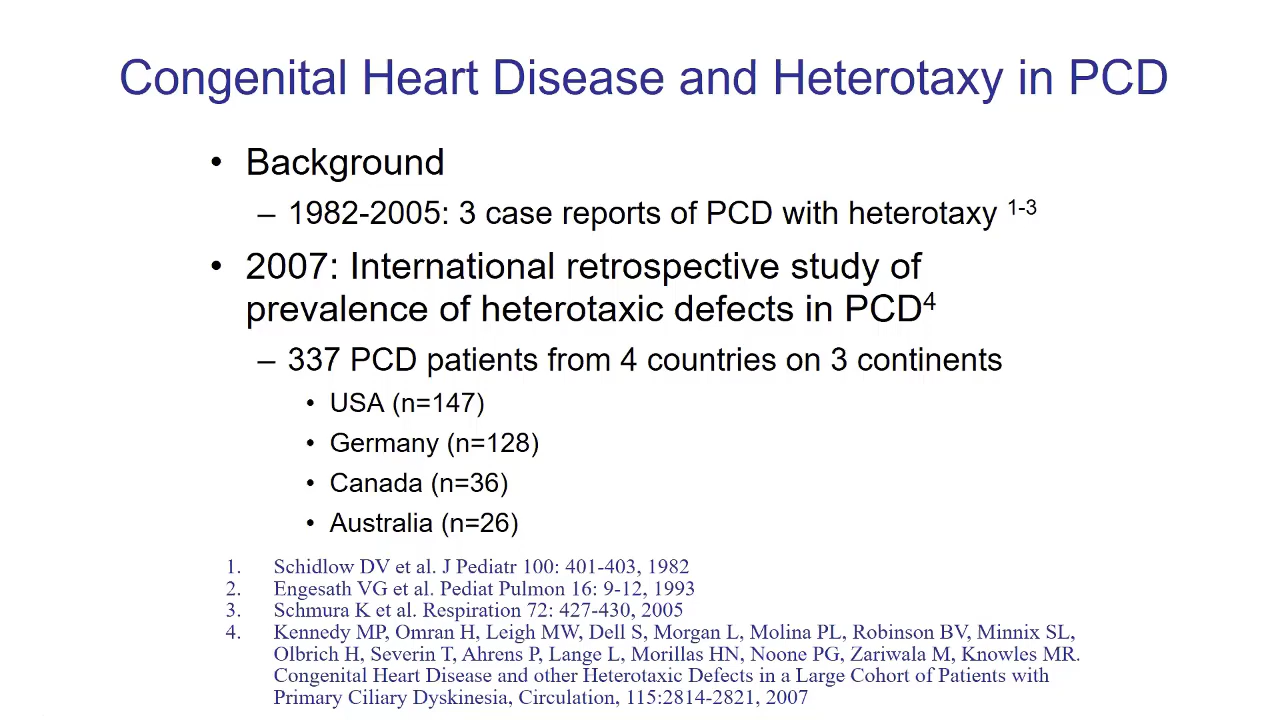 Congenital Heart Disease and Heterotaxy in PCD
• Background
– 1982-2005: 3 case reports of PCD with heterotaxy 1-3
• 2007: International retrospective study of
prevalence of heterotaxic defects in PCD4
– 337 PCD patients from 4 countries on 3 continents
• USA (n=147)
• Germany (n=128)
• Canada (n=36)
• Australia (n=26)
1. Schidlow DV et al. J Pediatr 100: 401-403, 1982
2. Engesath VG et al. Pediat Pulmon 16: 9-12, 1993
3. Schmura K et al. Respiration 72: 427-430, 2005
4. Kennedy MP, Omran H, Leigh MW, Dell S, Morgan L, Molina PL, Robinson BV, Minnix SL,
Olbrich H, Severin T, Ahrens P, Lange L, Morillas HN, Noone PG, Zariwala M, Knowles MR.
Congenital Heart Disease and other Heterotaxic Defects in a Large Cohort of Patients with
Primary Ciliary Dyskinesia, Circulation, 115:2814-2821, 2007